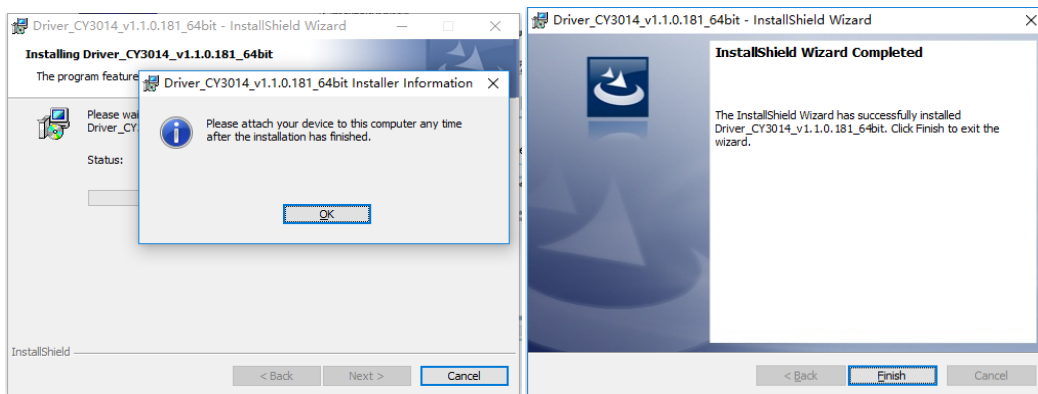 Driver_CY3014_v1.1.0.181_64bit - InstallShield Wizard
Installing Driver_CY3014_v1.1.0.181_64bit
The program feature
Driver_CY3014_v1.1.0.181_64bit Installer Information
Please wai
Driver_CY
Please attach your device to this computer any time
after the installation has finished.
Status:
OK
InstallShield
< Back
Next >
Cancel
Driver_CY3014_v1.1.0.181_64bit - InstallShield Wizard
InstallShield Wizard Completed
The InstallShield Wizard has successfully installed
Driver_CY3014_v1.1.0.181_64bit. Click Finish to exit the
wizard.
< Back
Finish
Cancel